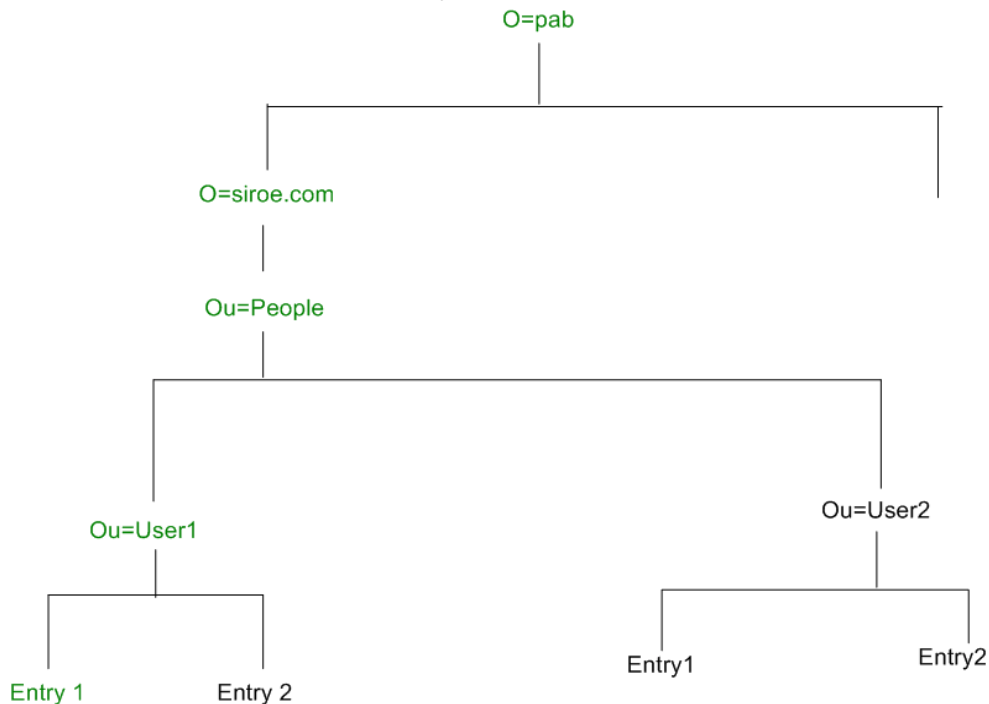 O=pab
O=siroe.com
Ou=People
Ou=User1
Ou=User2
Entry 1
Entry 2
Entry1
Entry2